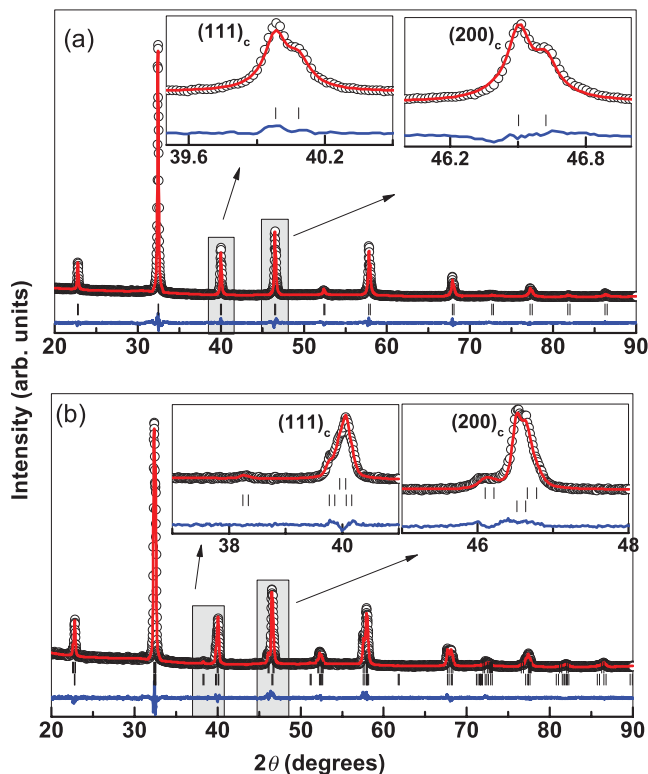 (a)
(111)c
39.6 40.2
(200)c
46.2 46.8
20 30 40 50 60 70 80 90
Intensity (arb. units)
(b)
(111)c
38 40
(200)c
46 48
20 30 40 50 60 70 80 90
2θ (degrees)